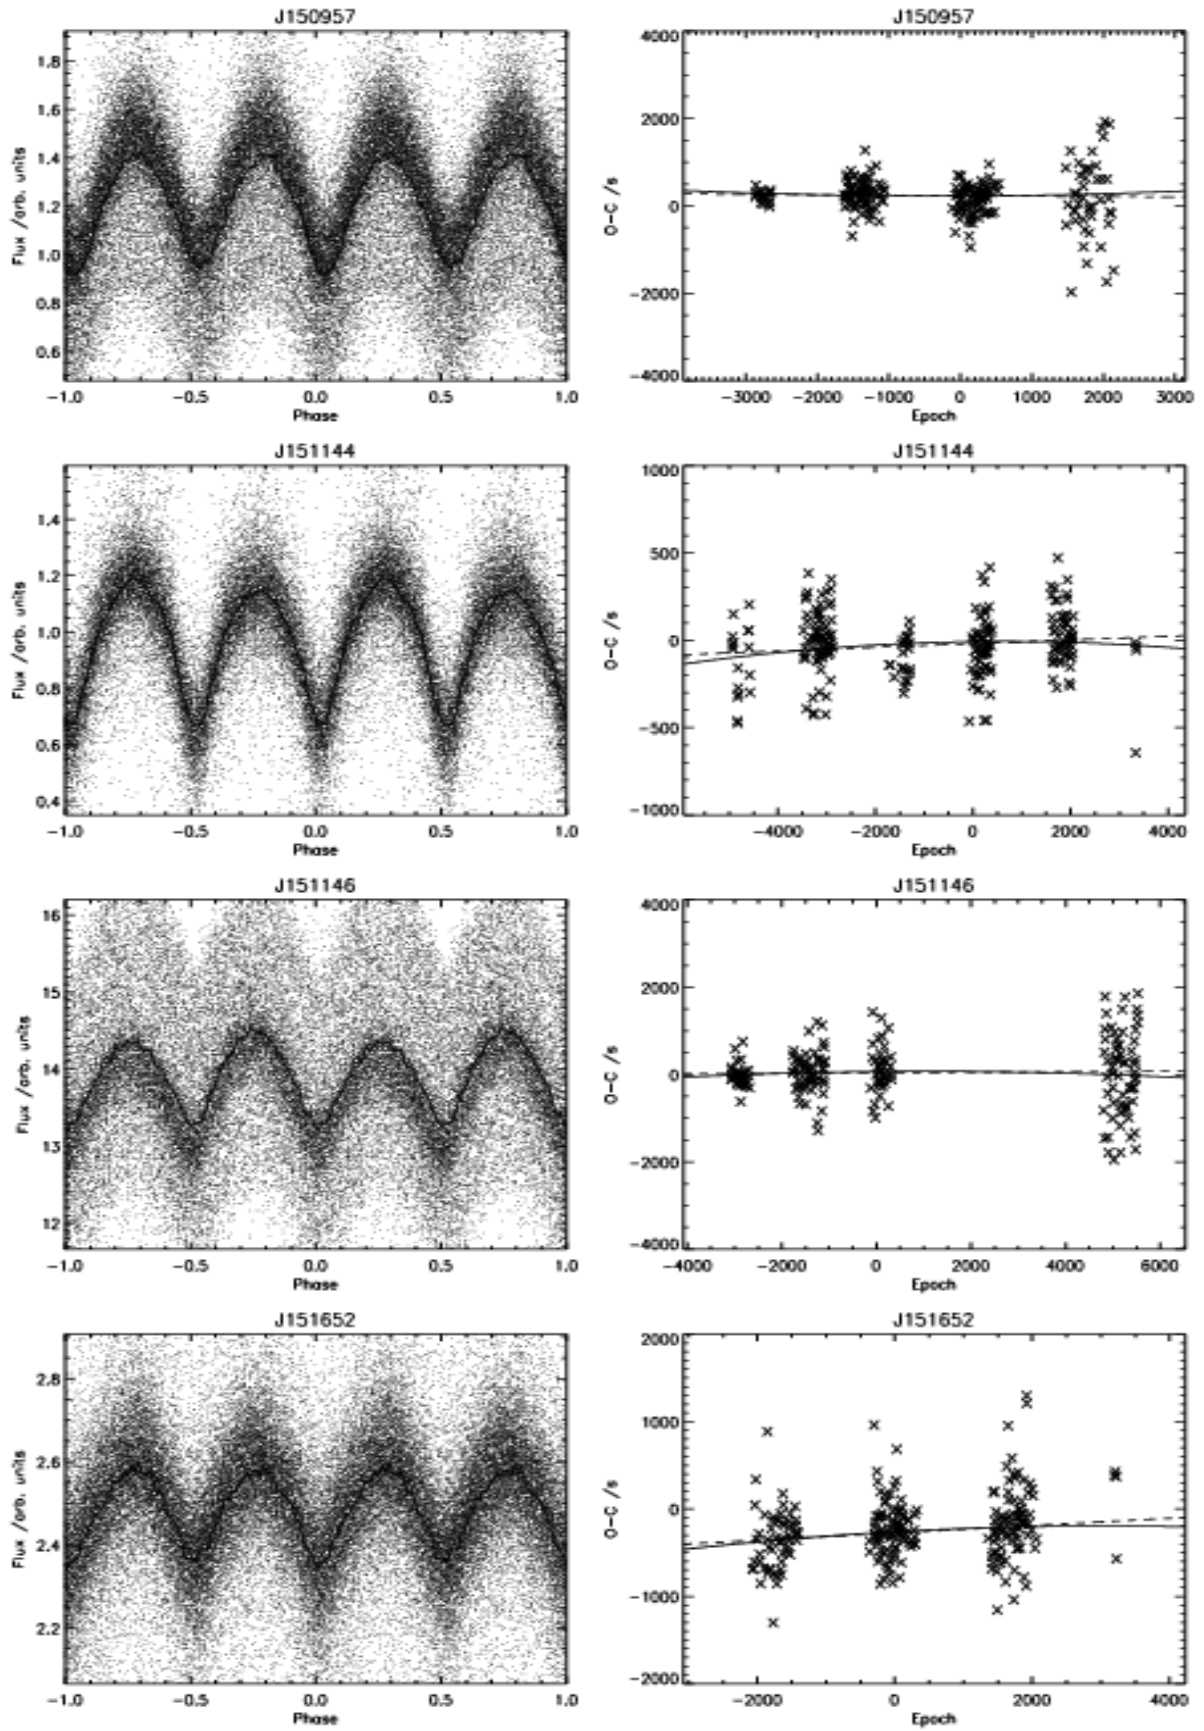 J150957
J150957
1.8
1.6
1.4
1.2
1.0
0.8
0.6
Flux /arb. units
-1.0 -0.5 0.0 0.5 1.0
Phase
4000
2000
0
-2000
-4000
O-C /s
-3000 -2000 -1000 0 1000 2000 3000
Epoch
J151144
J151144
1.4
1.2
1.0
0.8
0.6
0.4
Flux /arb. units
-1.0 -0.5 0.0 0.5 1.0
Phase
1000
500
0
-500
-1000
O-C /s
-4000 -2000 0 2000 4000
Epoch
J151146
J151146
16
15
14
13
12
Flux /arb. units
-1.0 -0.5 0.0 0.5 1.0
Phase
4000
2000
0
-2000
-4000
O-C /s
-4000 -2000 0 2000 4000 6000
Epoch
J151652
J151652
2.8
2.6
2.4
2.2
Flux /arb. units
-1.0 -0.5 0.0 0.5 1.0
Phase
2000
1000
0
-1000
-2000
O-C /s
-2000 0 2000 4000
Epoch